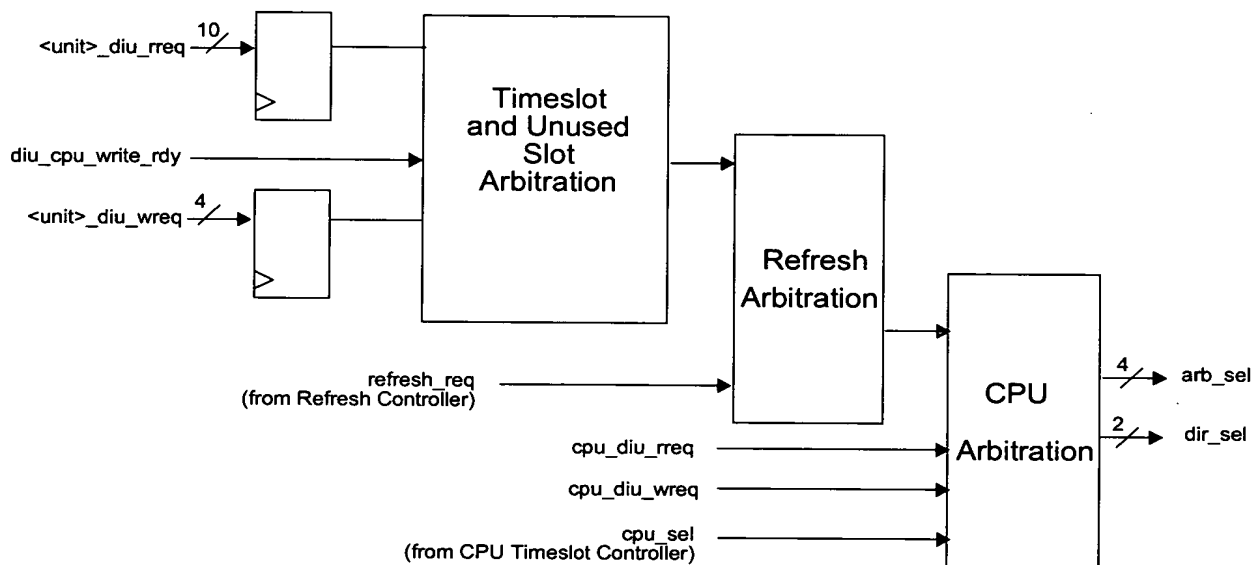 <unit>_diu_rreq
10
diu_cpu_write_rdy
<unit>_diu_wreq
4
Timeslot
and Unused
Slot
Arbitration
Refresh
Arbitration
refresh_req
(from Refresh Controller)
cpu_diu_rreq
cpu_diu_wreq
cpu_sel
(from CPU Timeslot Controller)
CPU
Arbitration
4
arb_sel
2
dir_sel